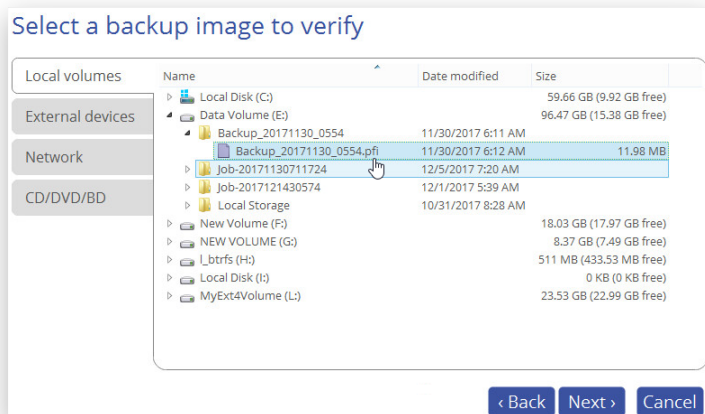 Select a backup image to verify
Local volumes
External devices
Network
CD/DVD/BD
Name Date modified Size
Local Disk (C:) 59.66 GB (9.92 GB free)
Data Volume (E:) 96.47 GB (15.38 GB free)
Backup_20171130_0554 11/30/2017 6:11 AM
Backup_20171130_0554.pfi 11/30/2017 6:12 AM 11.98 MB
Job-20171130711724 12/5/2017 7:20 AM
Job-2017121430574 12/1/2017 5:39 AM
Local Storage 10/31/2017 8:28 AM
New Volume (F:) 18.03 GB (17.97 GB free)
NEW VOLUME (G:) 8.37 GB (7.49 GB free)
l_btrfs (H:) 511 MB (433.53 MB free)
Local Disk (I:) 0 KB (0 KB free)
MyExt4Volume (L:) 23.53 GB (22.99 GB free)
‹ Back Next › Cancel